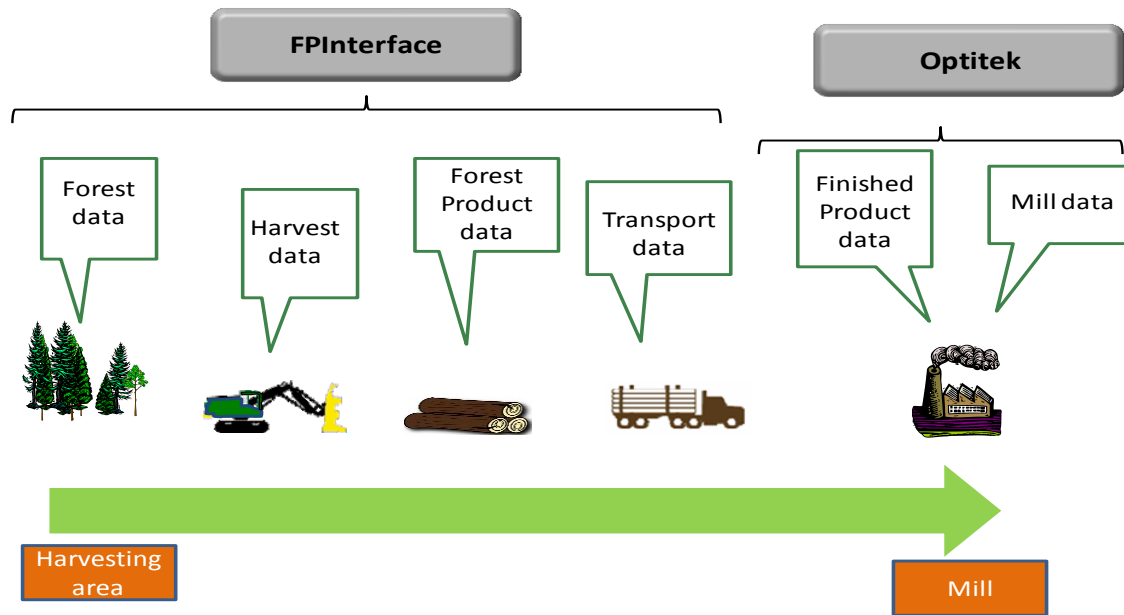 FPInterface
Optitek
Forest
data
Harvest
data
Forest
Product
data
Transport
data
Finished
Product
data
Mill data
Harvesting
area
Mill